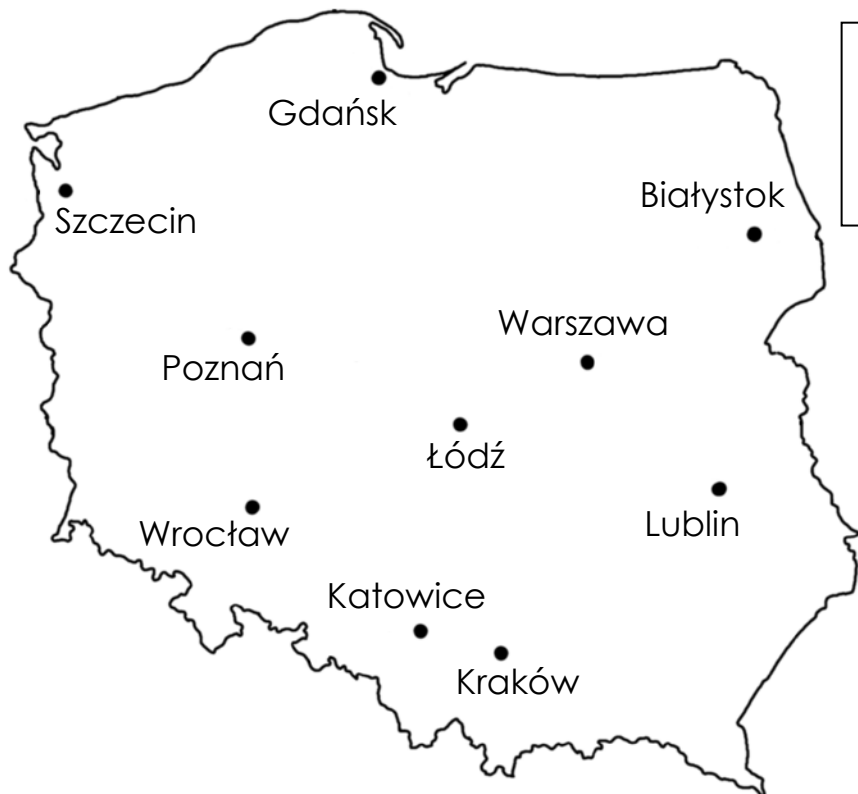 Gdańsk
Białystok
Szczecin
Warszawa
Poznań
Łódź
Lublin
Wrocław
Katowice
Kraków